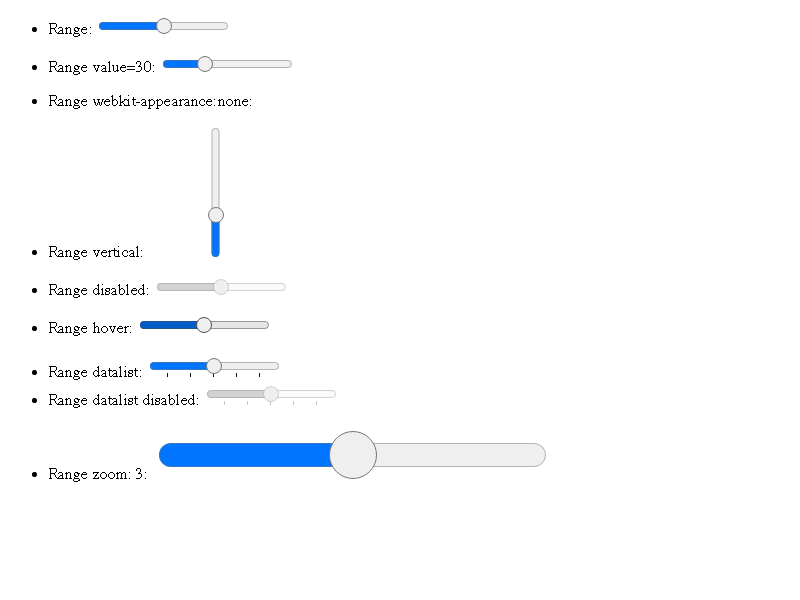 Range:
Range value=30:
Range webkit-appearance:none:
Range vertical:
Range disabled:
Range hover:
Range datalist:
Range datalist disabled:
Range zoom: 3: